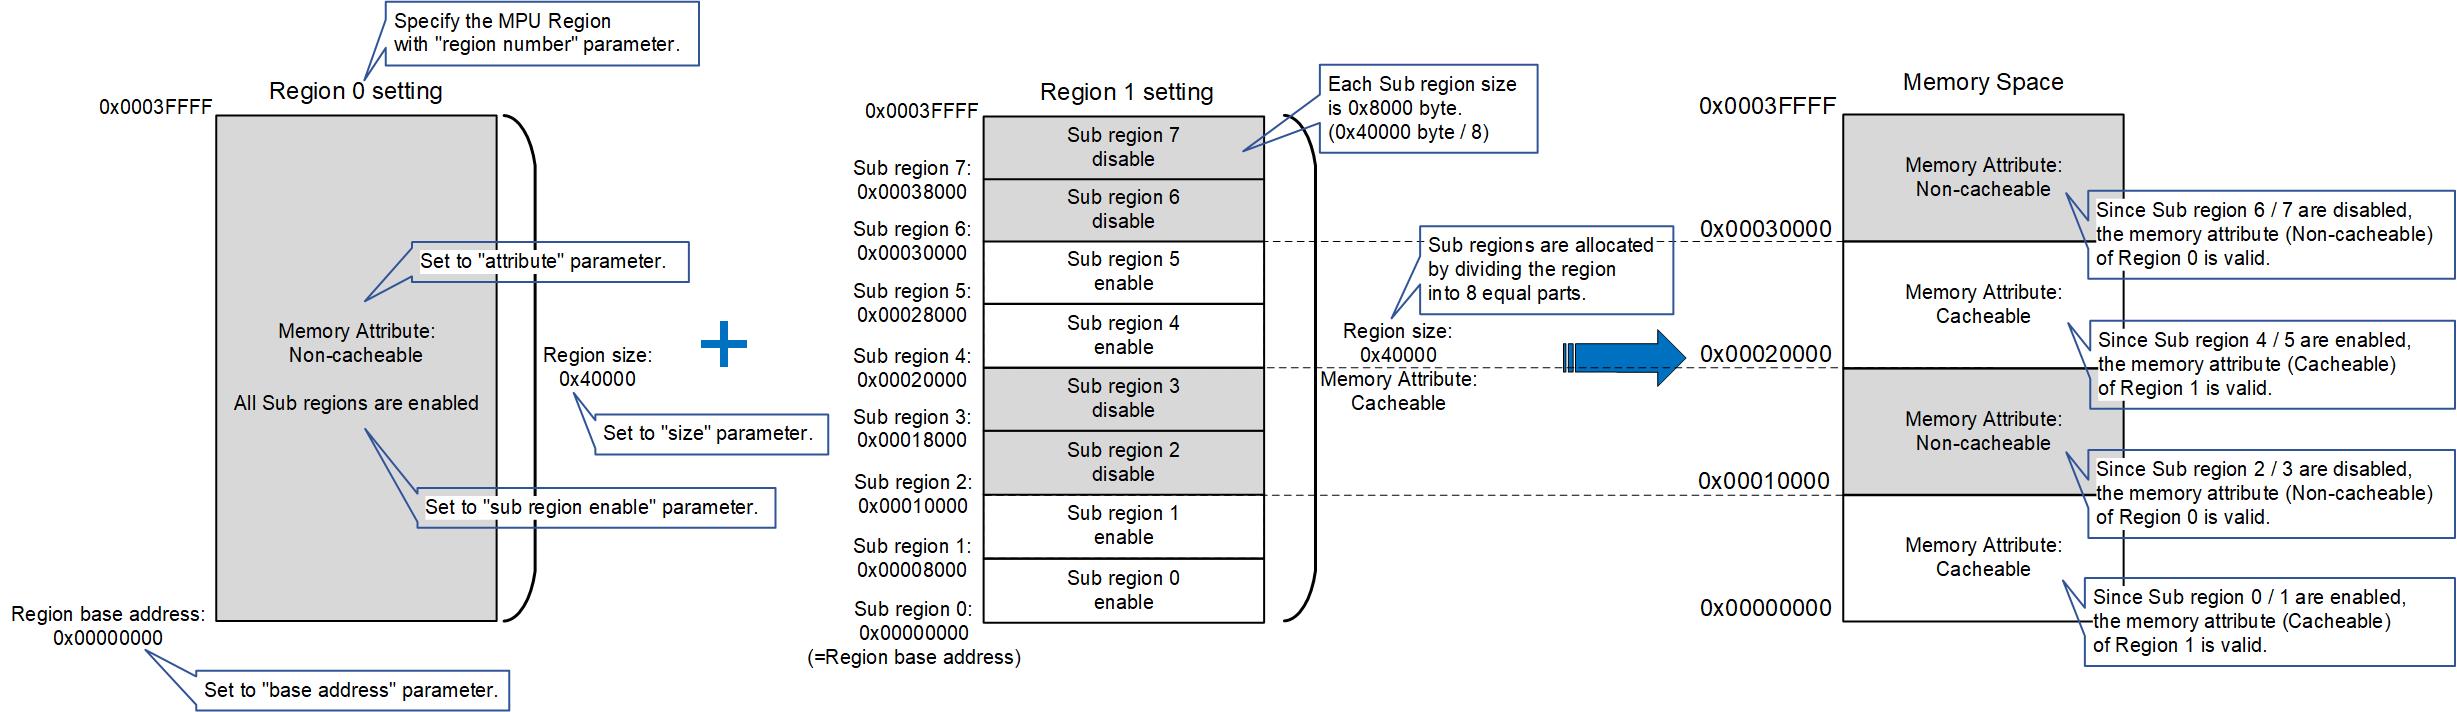 Specify the MPU Region
with "region number" parameter.
Region 0 setting
0x0003FFFF
Set to "attribute" parameter.
Memory Attribute:
Non-cacheable
All Sub regions are enabled
Region size:
0x40000
Set to "size" parameter.
Set to "sub region enable" parameter.
Region base address:
0x00000000
Set to "base address" parameter.
Region 1 setting
0x0003FFFF
Each Sub region size
is 0x8000 byte.
(0x40000 byte / 8)
Sub region 7
disable
Sub region 7:
0x00038000
Sub region 6
disable
Sub region 6:
0x00030000
Sub region 5
enable
Sub region 5:
0x00028000
Sub region 4
enable
Sub region 4:
0x00020000
Sub region 3
disable
Sub region 3:
0x00018000
Sub region 2
disable
Sub region 2:
0x00010000
Sub region 1
enable
Sub region 1:
0x00008000
Sub region 0
enable
Sub region 0:
0x00000000
(=Region base address)
Sub regions are allocated
by dividing the region
into 8 equal parts.
Region size:
0x40000
Memory Attribute:
Cacheable
Memory Space
0x0003FFFF
Memory Attribute:
Non-cacheable
Since Sub region 6 / 7 are disabled,
the memory attribute (Non-cacheable)
of Region 0 is valid.
0x00030000
Memory Attribute:
Cacheable
Since Sub region 4 / 5 are enabled,
the memory attribute (Cacheable)
of Region 1 is valid.
0x00020000
Memory Attribute:
Non-cacheable
Since Sub region 2 / 3 are disabled,
the memory attribute (Non-cacheable)
of Region 0 is valid.
0x00010000
Memory Attribute:
Cacheable
Since Sub region 0 / 1 are enabled,
the memory attribute (Cacheable)
of Region 1 is valid.
0x00000000